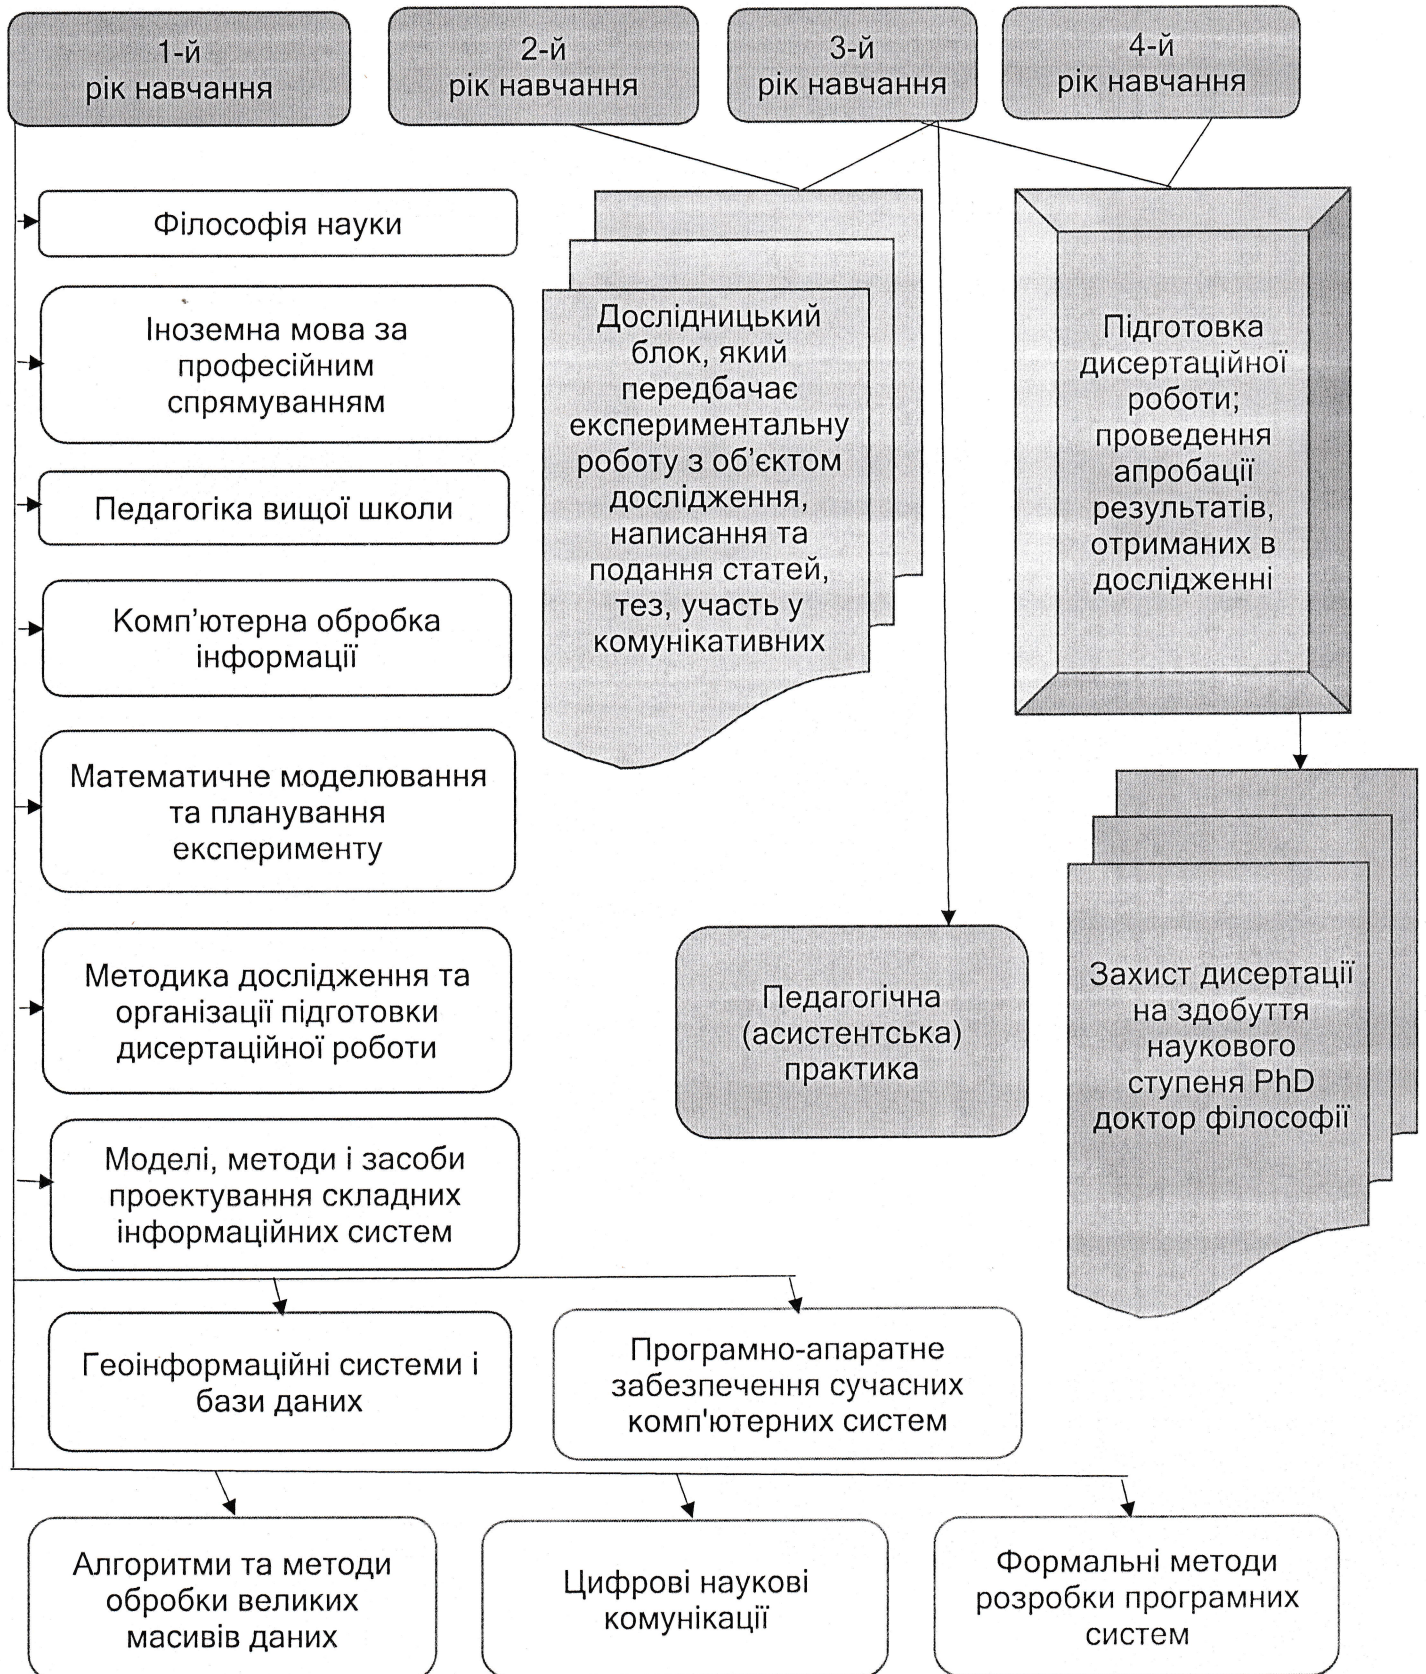 1-й
рік навчання
2-й
рік навчання
3-й
рік навчання
4-й
рік навчання
Філософія науки
Іноземна мова за
професійним
спрямуванням
Педагогіка вищої школи
Комп'ютерна обробка
інформації
Математичне моделювання
та планування
експерименту
Методика дослідження та
організації підготовки
дисертаційної роботи
Моделі, методи і засоби
проектування складних
інформаційних систем
Дослідницький
блок, який
передбачає
експериментальну
роботу з об’єктом
дослідження,
написання та
подання статей,
тез, участь у
комунікативних
Підготовка
дисертаційної
роботи;
проведення
апробації
результатів,
отриманих в
дослідженні
Педагогічна
(асистентська)
практика
Захист дисертації
на здобуття
наукового
ступеня PhD
доктор філософії
Геоінформаційні системи і
бази даних
Програмно-апаратне
забезпечення сучасних
комп'ютерних систем
Алгоритми та методи
обробки великих
масивів даних
Цифрові наукові
комунікації
Формальні методи
розробки програмних
систем